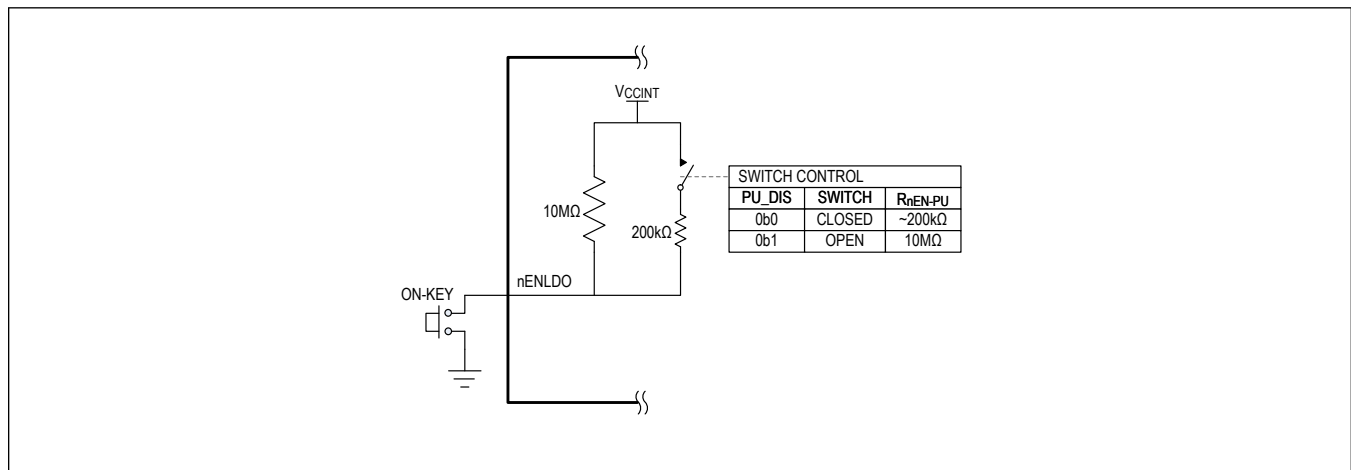 VCCINT
10MΩ
200kΩ
nENLDO
ON-KEY
SWITCH CONTROL
PU_DIS SWITCH RnEN-PU
0b0 CLOSED ~200kΩ
0b1 OPEN 10MΩ